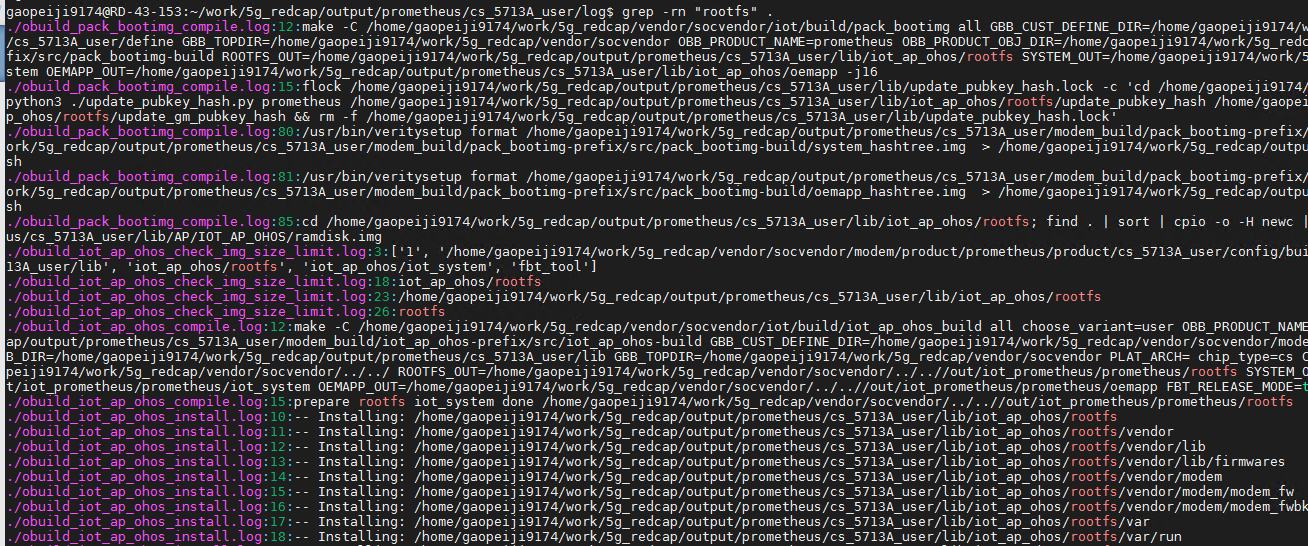 gaopeiji9174@RD-43-153:~/work/5g_redcap/output/prometheus/cs_5713A_user/log$ grep -rn "rootfs" .
./obuild_pack_bootimg_compile.log:12:make -C /home/gaopeiji9174/work/5g_redcap/vendor/socvendor/iot/build/pack_bootimg all GBB_CUST_DEFINE_DIR=/home/gaopeiji9174/w
/cs_5713A_user/define GBB_TOPDIR=/home/gaopeiji9174/work/5g_redcap/vendor/socvendor OBB_PRODUCT_NAME=prometheus OBB_PRODUCT_OBJ_DIR=/home/gaopeiji9174/work/5g_redc
fix/src/pack_bootimg-build ROOTFS_OUT=/home/gaopeiji9174/work/5g_redcap/output/prometheus/cs_5713A_user/lib/iot_ap_ohos/rootfs SYSTEM_OUT=/home/gaopeiji9174/work/5
stem OEMAPP_OUT=/home/gaopeiji9174/work/5g_redcap/output/prometheus/cs_5713A_user/lib/iot_ap_ohos/oemapp -j16
./obuild_pack_bootimg_compile.log:15:flock /home/gaopeiji9174/work/5g_redcap/output/prometheus/cs_5713A_user/lib/update_pubkey_hash.lock -c 'cd /home/gaopeiji9174/
python3 ./update_pubkey_hash.py prometheus /home/gaopeiji9174/work/5g_redcap/output/prometheus/cs_5713A_user/lib/iot_ap_ohos/rootfs/update_pubkey_hash /home/gaopei
p_ohos/rootfs/update_gm_pubkey_hash && rm -f /home/gaopeiji9174/work/5g_redcap/output/prometheus/cs_5713A_user/lib/update_pubkey_hash.lock'
./obuild_pack_bootimg_compile.log:80:/usr/bin/veritysetup format /home/gaopeiji9174/work/5g_redcap/output/prometheus/cs_5713A_user/modem_build/pack_bootimg-prefix/
ork/5g_redcap/output/prometheus/cs_5713A_user/modem_build/pack_bootimg-prefix/src/pack_bootimg-build/system_hashtree.img  > /home/gaopeiji9174/work/5g_redcap/outpu
sh
./obuild_pack_bootimg_compile.log:81:/usr/bin/veritysetup format /home/gaopeiji9174/work/5g_redcap/output/prometheus/cs_5713A_user/modem_build/pack_bootimg-prefix/
ork/5g_redcap/output/prometheus/cs_5713A_user/modem_build/pack_bootimg-prefix/src/pack_bootimg-build/oemapp_hashtree.img  > /home/gaopeiji9174/work/5g_redcap/outpu
sh
./obuild_pack_bootimg_compile.log:85:cd /home/gaopeiji9174/work/5g_redcap/output/prometheus/cs_5713A_user/lib/iot_ap_ohos/rootfs; find . | sort | cpio -o -H newc |
us/cs_5713A_user/lib/AP/IOT_AP_OHOS/ramdisk.img
./obuild_iot_ap_ohos_check_img_size_limit.log:3:['1', '/home/gaopeiji9174/work/5g_redcap/vendor/socvendor/modem/product/prometheus/product/cs_5713A_user/config/bui
13A_user/lib', 'iot_ap_ohos/rootfs', 'iot_ap_ohos/iot_system', 'fbt_tool']
./obuild_iot_ap_ohos_check_img_size_limit.log:18:iot_ap_ohos/rootfs
./obuild_iot_ap_ohos_check_img_size_limit.log:23:/home/gaopeiji9174/work/5g_redcap/output/prometheus/cs_5713A_user/lib/iot_ap_ohos/rootfs
./obuild_iot_ap_ohos_check_img_size_limit.log:26:rootfs
./obuild_iot_ap_ohos_compile.log:12:make -C /home/gaopeiji9174/work/5g_redcap/vendor/socvendor/iot/build/iot_ap_ohos_build all choose_variant=user OBB_PRODUCT_NAME
ap/output/prometheus/cs_5713A_user/modem_build/iot_ap_ohos-prefix/src/iot_ap_ohos-build GBB_CUST_DEFINE_DIR=/home/gaopeiji9174/work/5g_redcap/vendor/socvendor/mode
B_DIR=/home/gaopeiji9174/work/5g_redcap/output/prometheus/cs_5713A_user/lib GBB_TOPDIR=/home/gaopeiji9174/work/5g_redcap/vendor/socvendor PLAT_ARCH= chip_type=cs C
peiji9174/work/5g_redcap/vendor/socvendor/../../ ROOTFS_OUT=/home/gaopeiji9174/work/5g_redcap/vendor/socvendor/../..//out/iot_prometheus/prometheus/rootfs SYSTEM_O
t/iot_prometheus/prometheus/iot_system OEMAPP_OUT=/home/gaopeiji9174/work/5g_redcap/vendor/socvendor/../..//out/iot_prometheus/prometheus/oemapp FBT_RELEASE_MODE=t
./obuild_iot_ap_ohos_compile.log:15:prepare rootfs iot_system done /home/gaopeiji9174/work/5g_redcap/vendor/socvendor/../..//out/iot_prometheus/prometheus/rootfs
./obuild_iot_ap_ohos_install.log:10:-- Installing: /home/gaopeiji9174/work/5g_redcap/output/prometheus/cs_5713A_user/lib/iot_ap_ohos/rootfs
./obuild_iot_ap_ohos_install.log:11:-- Installing: /home/gaopeiji9174/work/5g_redcap/output/prometheus/cs_5713A_user/lib/iot_ap_ohos/rootfs/vendor
./obuild_iot_ap_ohos_install.log:12:-- Installing: /home/gaopeiji9174/work/5g_redcap/output/prometheus/cs_5713A_user/lib/iot_ap_ohos/rootfs/vendor/lib
./obuild_iot_ap_ohos_install.log:13:-- Installing: /home/gaopeiji9174/work/5g_redcap/output/prometheus/cs_5713A_user/lib/iot_ap_ohos/rootfs/vendor/lib/firmwares
./obuild_iot_ap_ohos_install.log:14:-- Installing: /home/gaopeiji9174/work/5g_redcap/output/prometheus/cs_5713A_user/lib/iot_ap_ohos/rootfs/vendor/modem
./obuild_iot_ap_ohos_install.log:15:-- Installing: /home/gaopeiji9174/work/5g_redcap/output/prometheus/cs_5713A_user/lib/iot_ap_ohos/rootfs/vendor/modem/modem_fw
./obuild_iot_ap_ohos_install.log:16:-- Installing: /home/gaopeiji9174/work/5g_redcap/output/prometheus/cs_5713A_user/lib/iot_ap_ohos/rootfs/vendor/modem/modem_fwbk
./obuild_iot_ap_ohos_install.log:17:-- Installing: /home/gaopeiji9174/work/5g_redcap/output/prometheus/cs_5713A_user/lib/iot_ap_ohos/rootfs/var
./obuild_iot_ap_ohos_install.log:18:-- Installing: /home/gaopeiji9174/work/5g_redcap/output/prometheus/cs_5713A_user/lib/iot_ap_ohos/rootfs/var/run